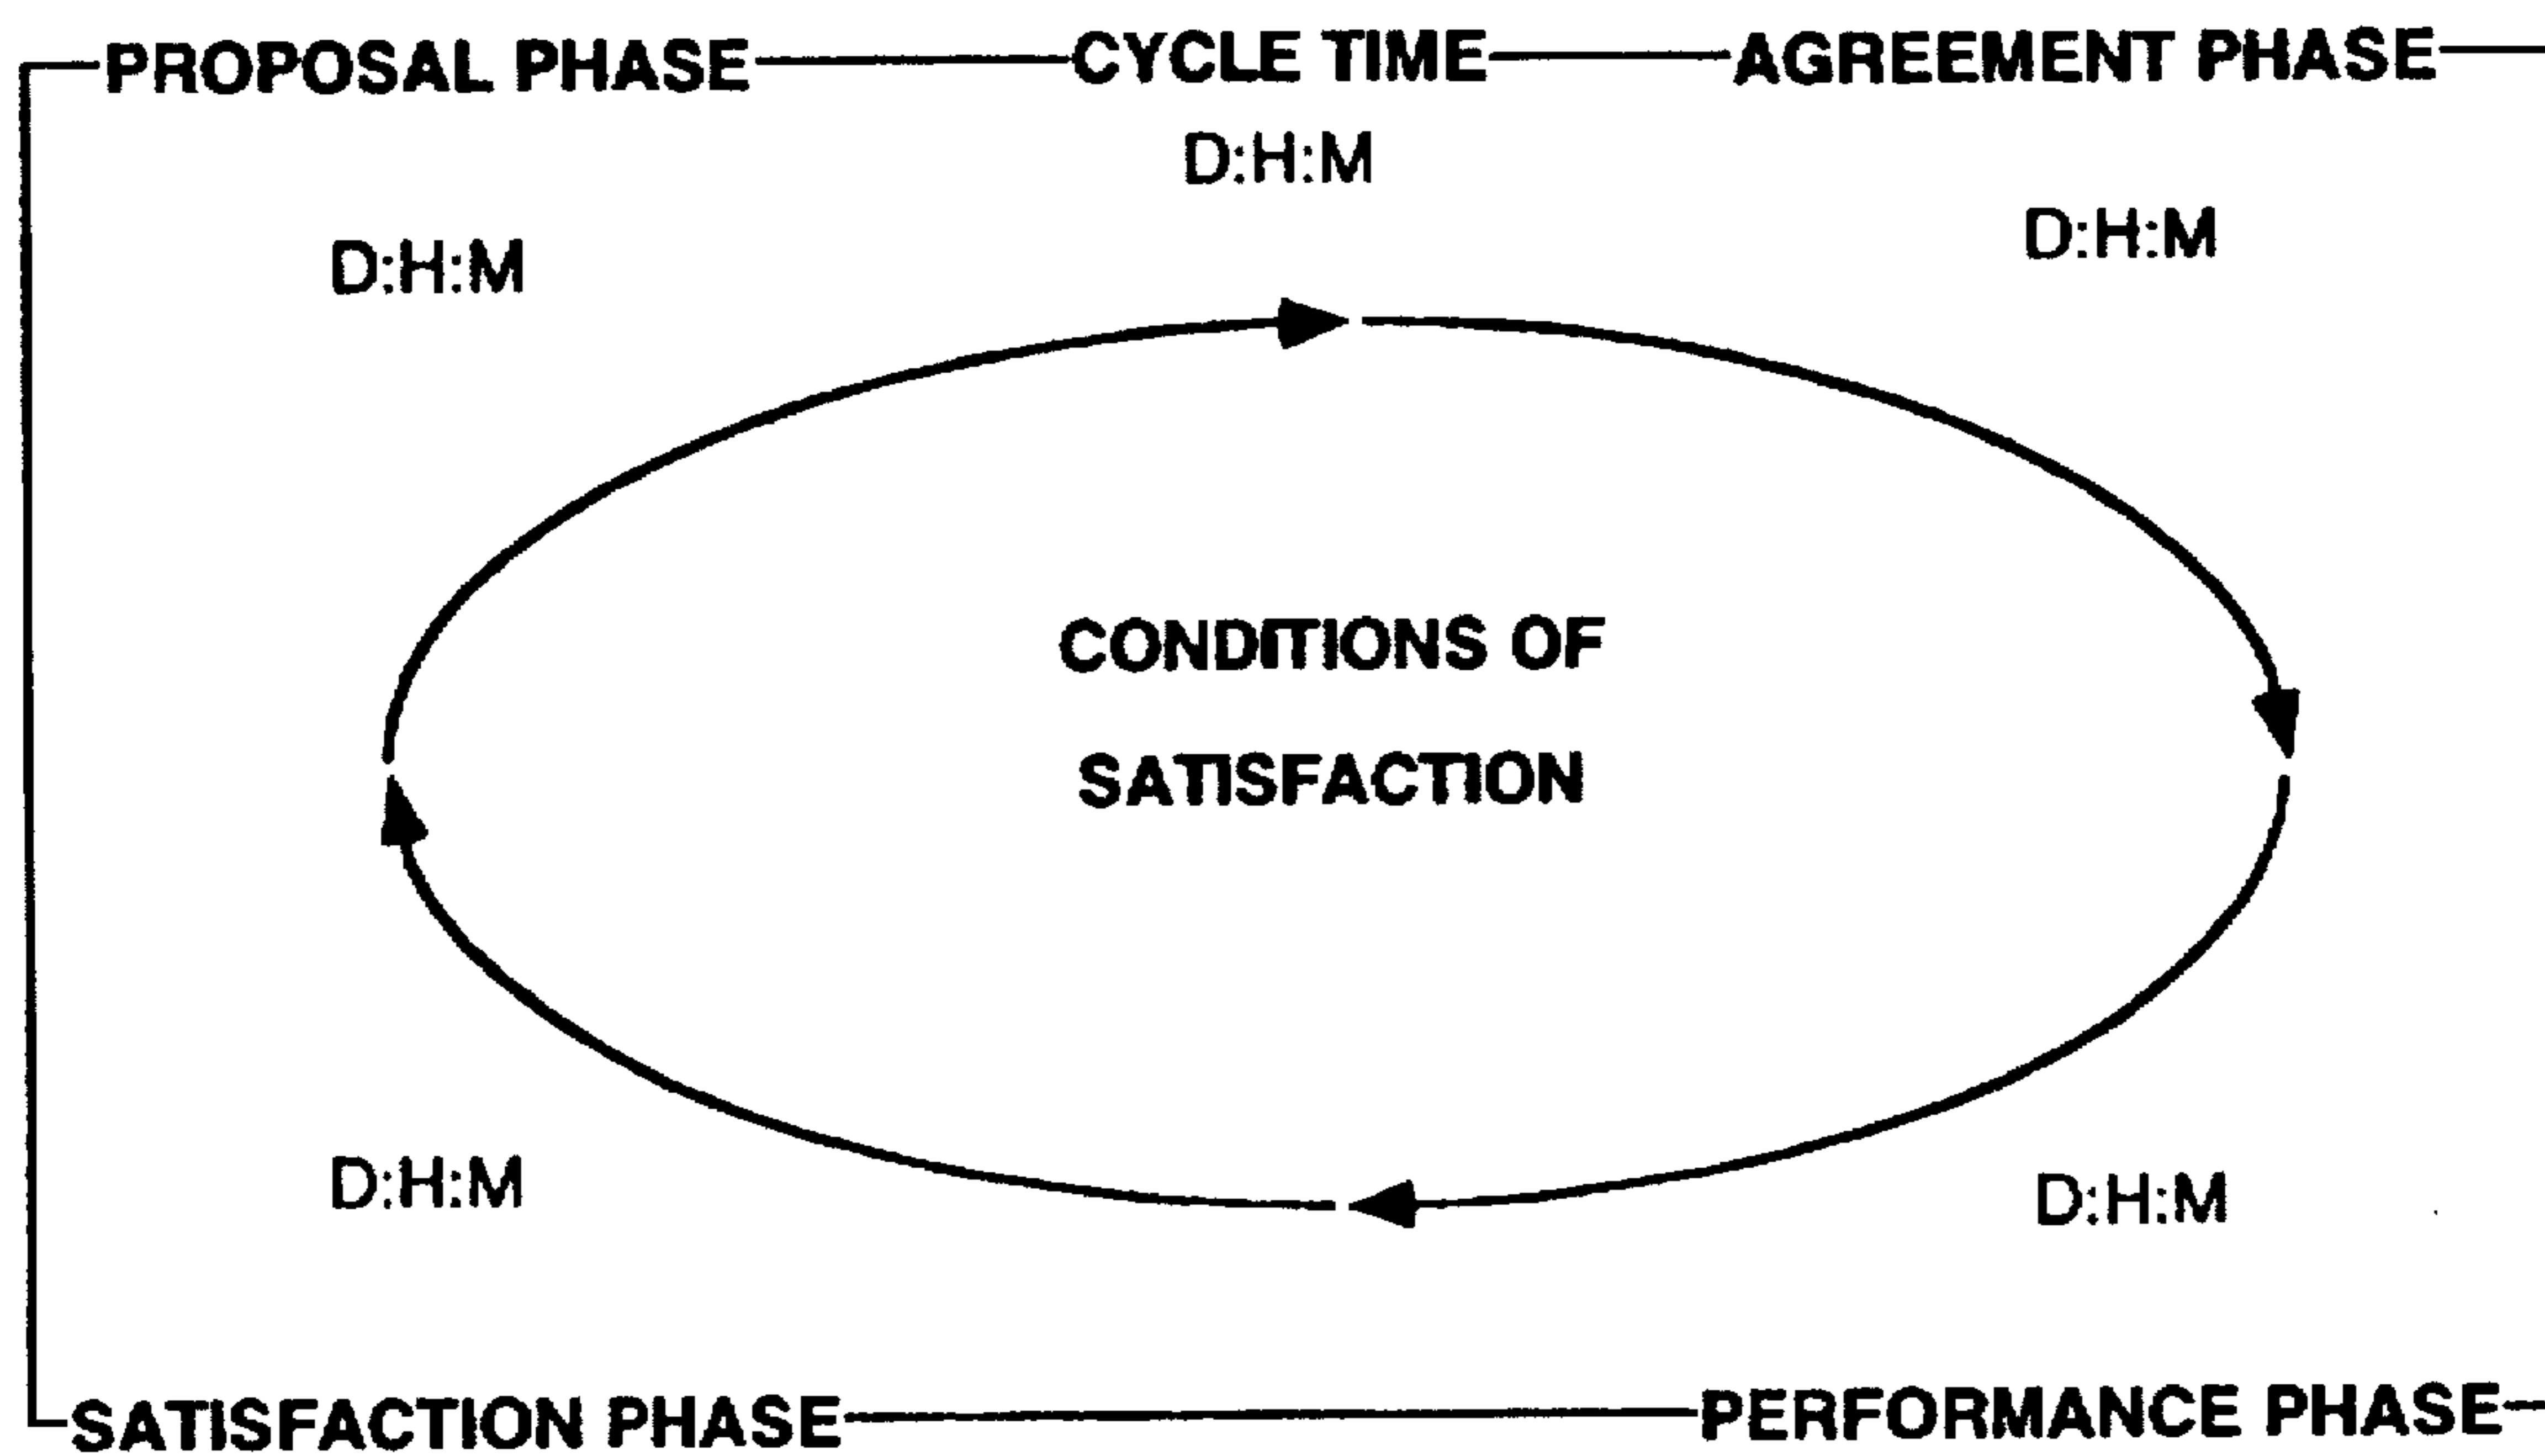 PROPOSAL PHASE CYCLE TIME AGREEMENT PHASE
D:H:M
D:H:M
D:H:M
CONDITIONS OF
SATISFACTION
D:H:M
D:H:M
SATISFACTION PHASE PERFORMANCE PHASE